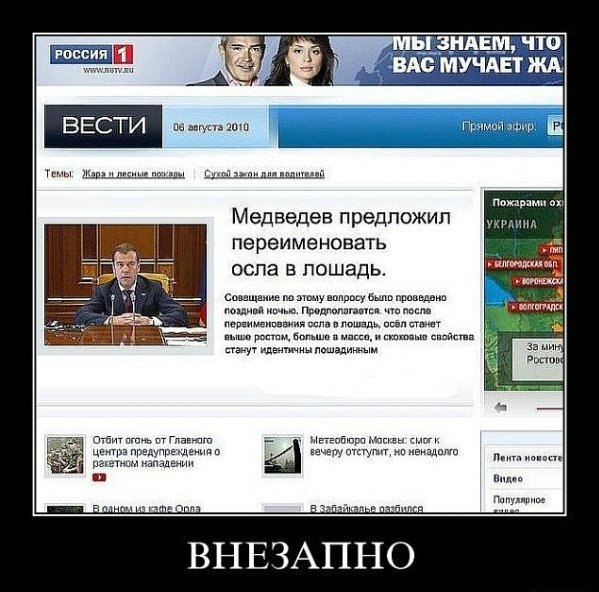 РОССИЯ 1
www.RUTV.RU
МЫ ЗНАЕМ, ЧТО
ВАС МУЧАЕТ ЖА
ВЕСТИ
06 августа 2010
Прямой эфир:
Темы: Жара и лесные пожары Сухой закон для водителей
Медведев предложил
переименовать
осла в лошадь.
Совещание по этому вопросу было проведено
поздней ночью. Предполагается, что после
переименования осла в лошадь, осёл станет
выше ростом, больше в массе, и скоковые свойства
станут идентичны лошадинным
Пожарами ох
УКРАИНА
ЛИП
БЕЛГОРОДСКАЯ ОБЛ.
ВОРОНЕЖСКА
ВОЛГОГРАДСК
За мину
Ростов
Отбит огонь от Главного
центра предупреждения о
ракетном нападении
Метеобюро Москвы: смог к
вечеру отступит, но ненадолго
Лента новосте
Видео
Популярное
В одном из кафе Орла
В Забайкалье разбился
ВНЕЗАПНО